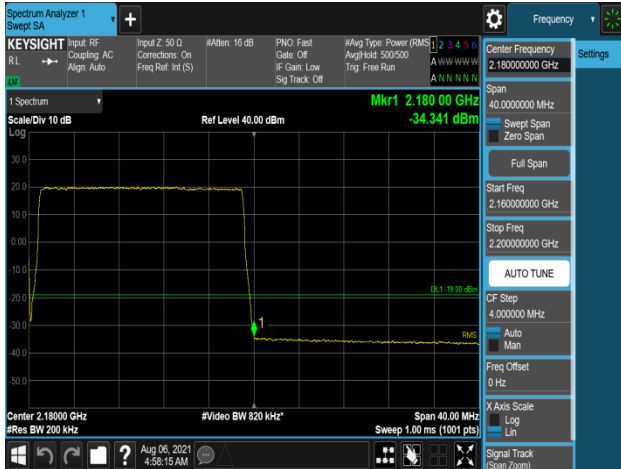 Spectrum Analyzer 1
Swept SA
+
Frequency
KEYSIGHT
RL
LV
Input: RF
Coupling: AC
Align: Auto
Input Z: 50 Ω
Corrections: On
Freq Ref: Int (S)
#Atten: 16 dB
PNO: Fast
Gate: Off
IF Gain: Low
Sig Track: Off
#Avg Type: Power (RMS
Avg|Hold: 500/500
Trig: Free Run
1 2 3 4 5 6
A W W W W W
A N N N N N
1 Spectrum
Scale/Div 10 dB
Log
Ref Level 40.00 dBm
Mkr1 2.180 00 GHz
-34.341 dBm
30.0
20.0
10.0
0.00
-10.0
DL1 -19.00 dBm
-20.0
1
-30.0
RMS
-40.0
-50.0
Center 2.18000 GHz
#Video BW 820 kHz*
Span 40.00 MHz
#Res BW 200 kHz
Sweep 1.00 ms (1001 pts)
?
Aug 06, 2021
4:58:15 AM
Center Frequency
2.180000000 GHz
Settings
Span
40.0000000 MHz
Swept Span
Zero Span
Full Span
Start Freq
2.160000000 GHz
Stop Freq
2.200000000 GHz
AUTO TUNE
CF Step
4.000000 MHz
Auto
Man
Freq Offset
0 Hz
X Axis Scale
Log
Lin
Signal Track
(Span Zoom)